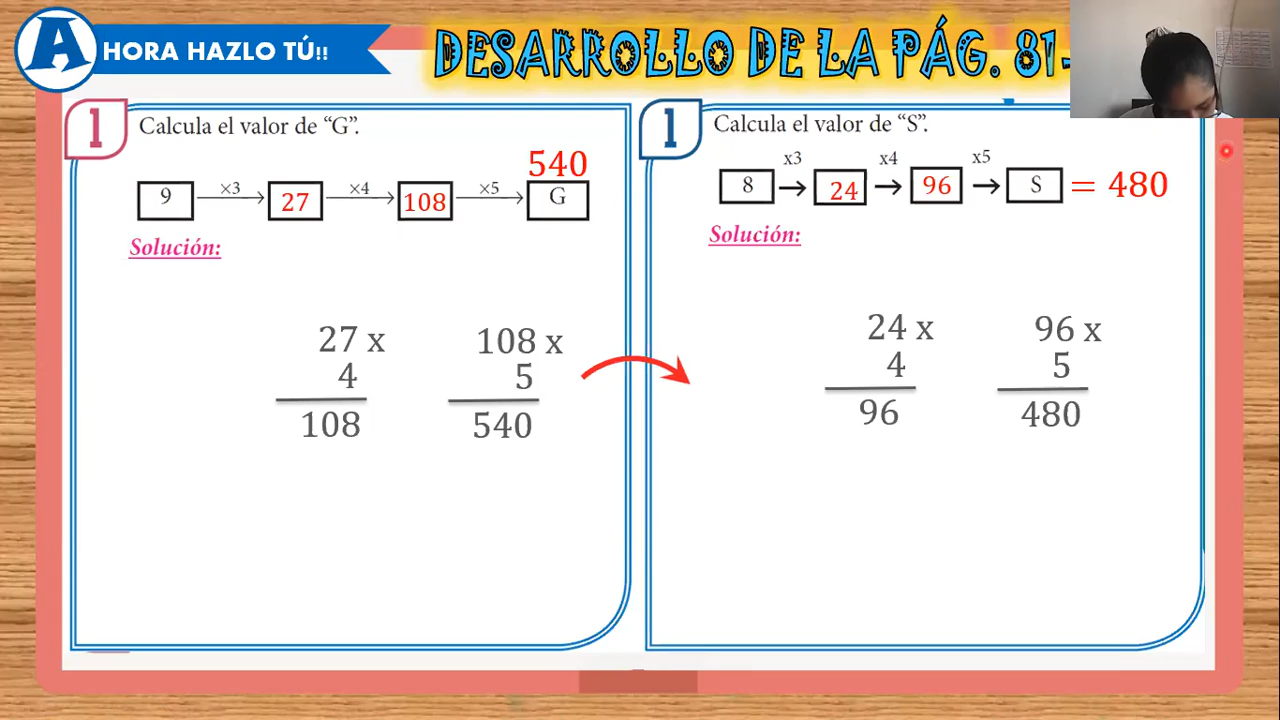 AHORA HAZLO TÚ!!
DESARROLLO DE LA PÁG. 81-
1
Calcula el valor de “G”.
540
×3 ×4 ×5
9 27 108 G
Solución:
27 x 108 x
4 5
108 540
1
Calcula el valor de “S”.
x3 x4 x5
8 24 96 S = 480
Solución:
24 x 96 x
4 5
96 480